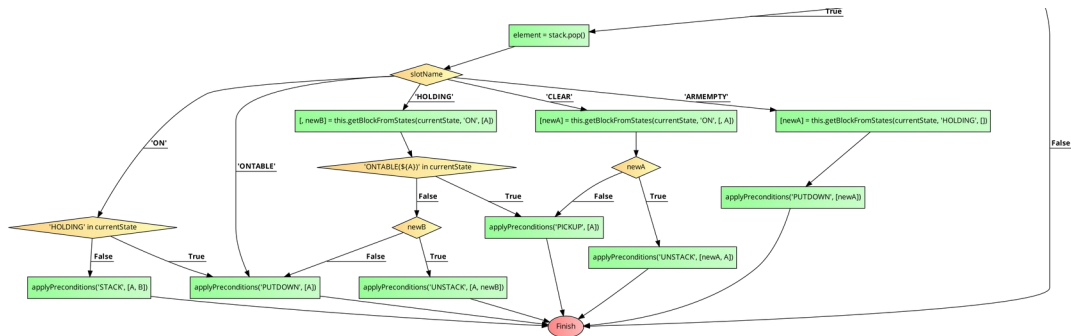 True
element = stack.pop()
slotName
'HOLDING'
'CLEAR'
'ARMEMPTY'
[, newB] = this.getBlockFromStates(currentState, 'ON', [A])
[newA] = this.getBlockFromStates(currentState, 'ON', [, A])
[newA] = this.getBlockFromStates(currentState, 'HOLDING', [])
'ON'
False
'ONTABLE'
'ONTABLE(${A})' in currentState
newA
False
True
False
True
applyPreconditions('PUTDOWN', [newA])
'HOLDING' in currentState
newB
applyPreconditions('PICKUP', [A])
False
True
False
True
applyPreconditions('UNSTACK', [newA, A])
applyPreconditions('STACK', [A, B])
applyPreconditions('PUTDOWN', [A])
applyPreconditions('UNSTACK', [A, newB])
Finish